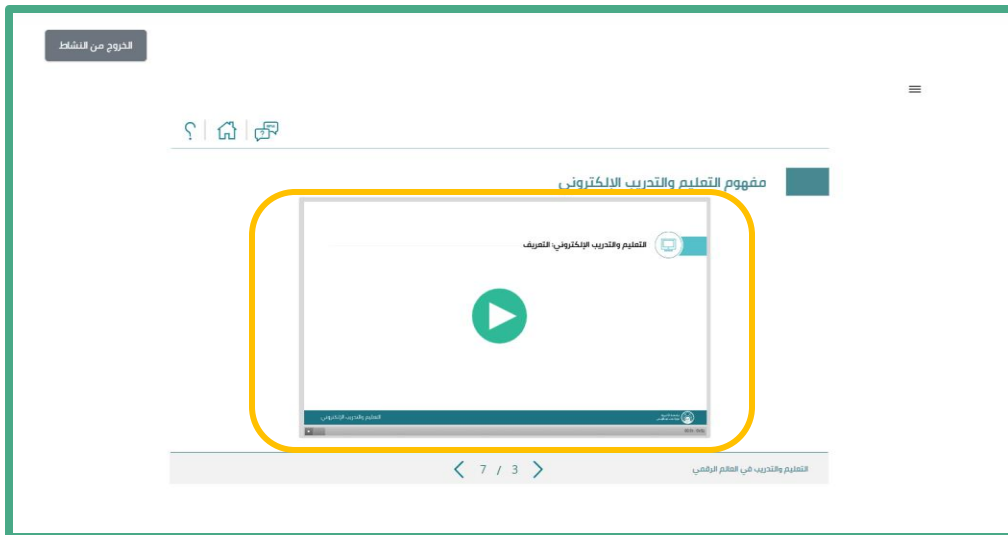 الخروج من النشاط
مفهوم التعليم والتدريب الإلكتروني
التعليم والتدريب الإلكتروني: التعريف
التعليم والتدريب الإلكتروني
التعليم والتدريب في العالم الرقمي
3 / 7